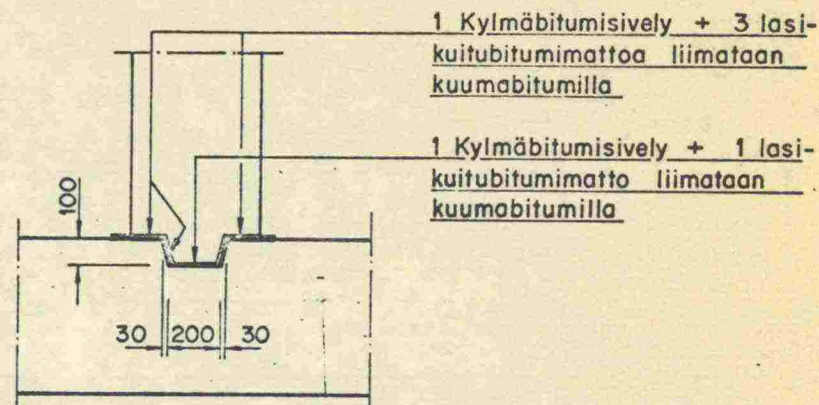 1 Kylmäbitumisively + 3 lasi-
kuitubitumimattoa liimataan
kuumabitumilla
1 Kylmäbitumisively + 1 lasi-
kuitubitumimatto liimataan
kuumabitumilla
100
30 200 30